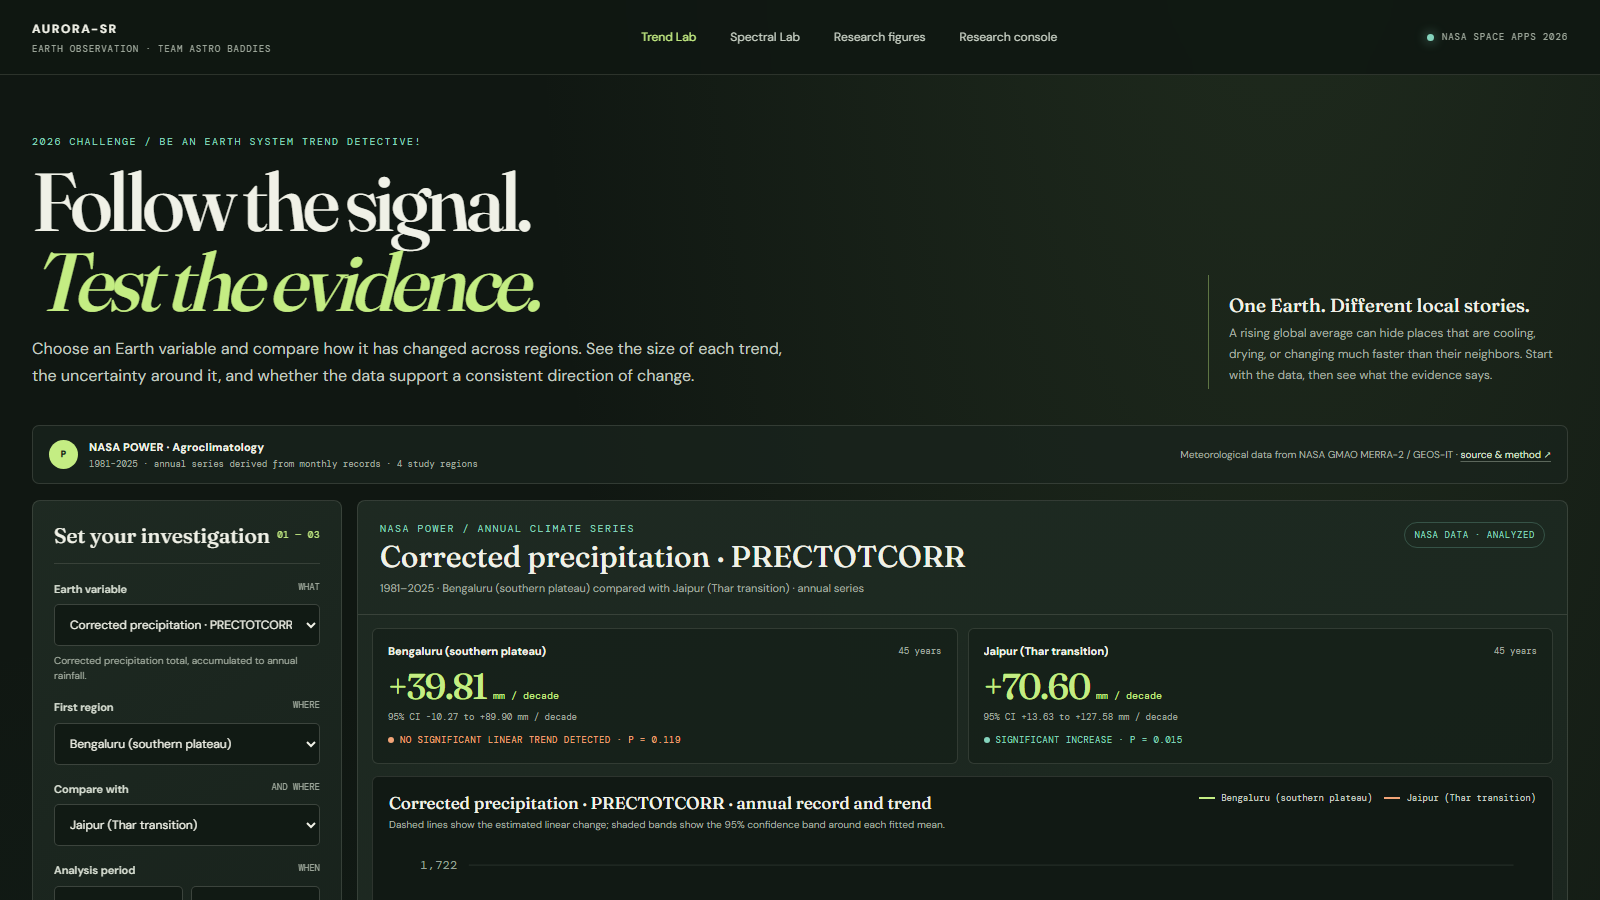 AURORA-SR
EARTH OBSERVATION · TEAM ASTRO BADDIES
Trend Lab
Spectral Lab
Research figures
Research console
NASA SPACE APPS 2026
2026 CHALLENGE / BE AN EARTH SYSTEM TREND DETECTIVE!
Follow the signal.
Test the evidence.
Choose an Earth variable and compare how it has changed across regions. See the size of each trend,
the uncertainty around it, and whether the data support a consistent direction of change.
One Earth. Different local stories.
A rising global average can hide places that are cooling,
drying, or changing much faster than their neighbors. Start
with the data, then see what the evidence says.
P
NASA POWER · Agroclimatology
1981–2025 · annual series derived from monthly records · 4 study regions
Meteorological data from NASA GMAO MERRA-2 / GEOS-IT · source & method ↗
Set your investigation
01 — 03
Earth variable
WHAT
Corrected precipitation · PRECTOTCORR
Corrected precipitation total, accumulated to annual
rainfall.
First region
WHERE
Bengaluru (southern plateau)
Compare with
AND WHERE
Jaipur (Thar transition)
Analysis period
WHEN
NASA POWER / ANNUAL CLIMATE SERIES
Corrected precipitation · PRECTOTCORR
1981–2025 · Bengaluru (southern plateau) compared with Jaipur (Thar transition) · annual series
NASA DATA · ANALYZED
Bengaluru (southern plateau)
45 years
+39.81 mm / decade
95% CI -10.27 to +89.90 mm / decade
NO SIGNIFICANT LINEAR TREND DETECTED · P = 0.119
Jaipur (Thar transition)
45 years
+70.60 mm / decade
95% CI +13.63 to +127.58 mm / decade
SIGNIFICANT INCREASE · P = 0.015
Corrected precipitation · PRECTOTCORR · annual record and trend
Dashed lines show the estimated linear change; shaded bands show the 95% confidence band around each fitted mean.
Bengaluru (southern plateau)
Jaipur (Thar transition)
1,722